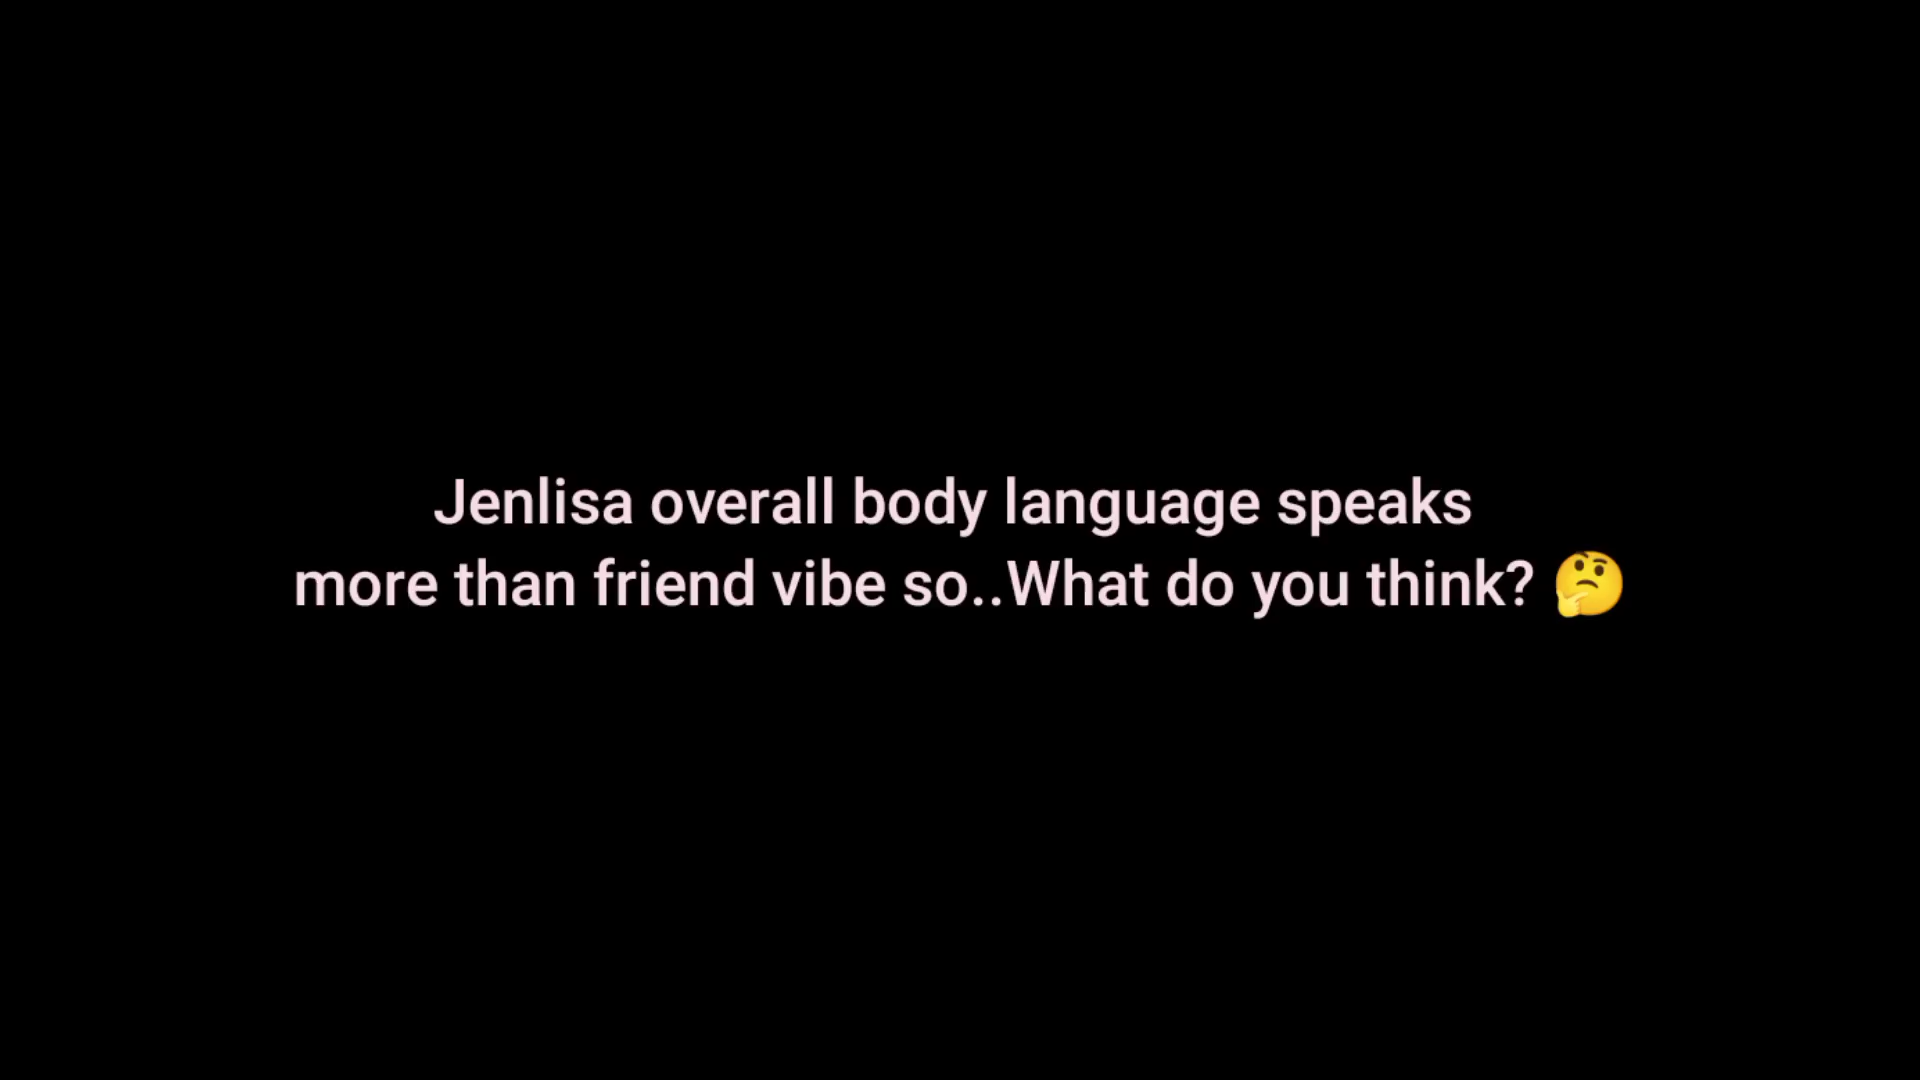 Jenlisa overall body language speaks
more than friend vibe so..What do you think? 🤔